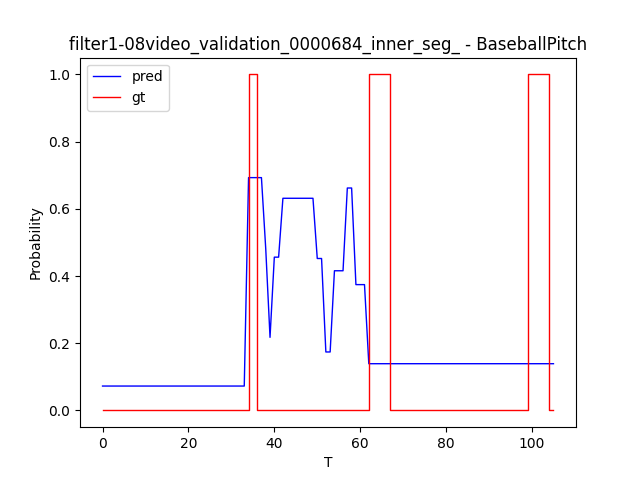 filter1-08video_validation_0000684_inner_seg_ - BaseballPitch
pred
gt
1.0
0.8
0.6
0.4
0.2
0.0
Probability
0
20
40
60
80
100
T